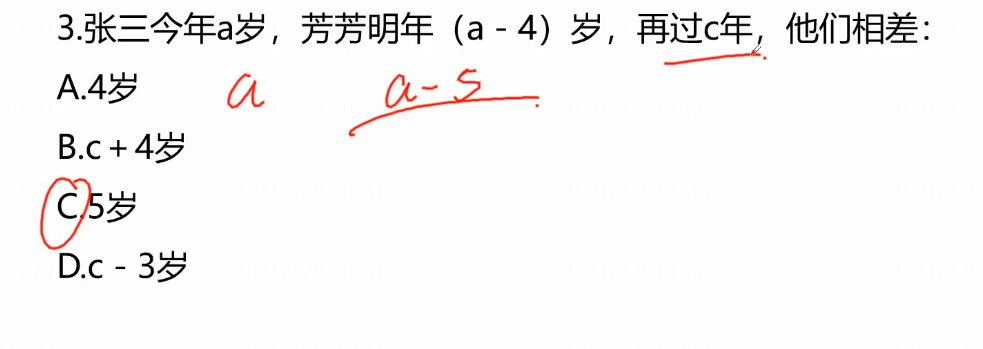 3.张三今年a岁，芳芳明年（a－4）岁，再过c年，他们相差：
A.4岁
a a-5
B.c＋4岁
C.5岁
D.c－3岁